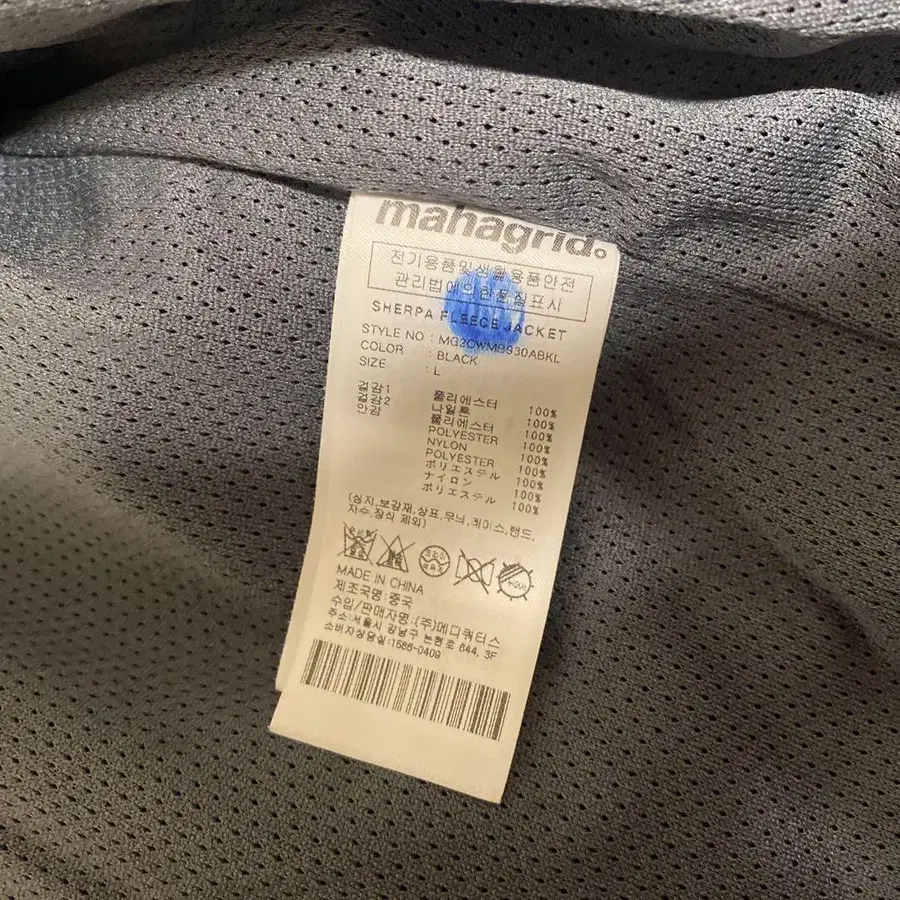 mahagrid
전기용품및생활용품안전
관리법에의한품질표시
SHERPA FLEECE JACKET
STYLE NO : MG2OWMB930ABKL
COLOR : BLACK
SIZE : L
겉감1 폴리에스터 100%
겉감2 나일론 100%
안감 폴리에스터 100%
POLYESTER 100%
NYLON 100%
POLYESTER 100%
ポリエステル 100%
ナイロン 100%
ポリエステル 100%
(심지,보강재,상표,무늬,레이스,밴드,
자수,장식 제외)
MADE IN CHINA
제조국명:중국
수입/판매자명:(주)메디쿼터스
주소:서울시 강남구 논현로 644, 3F
소비자상용실:1566-0409